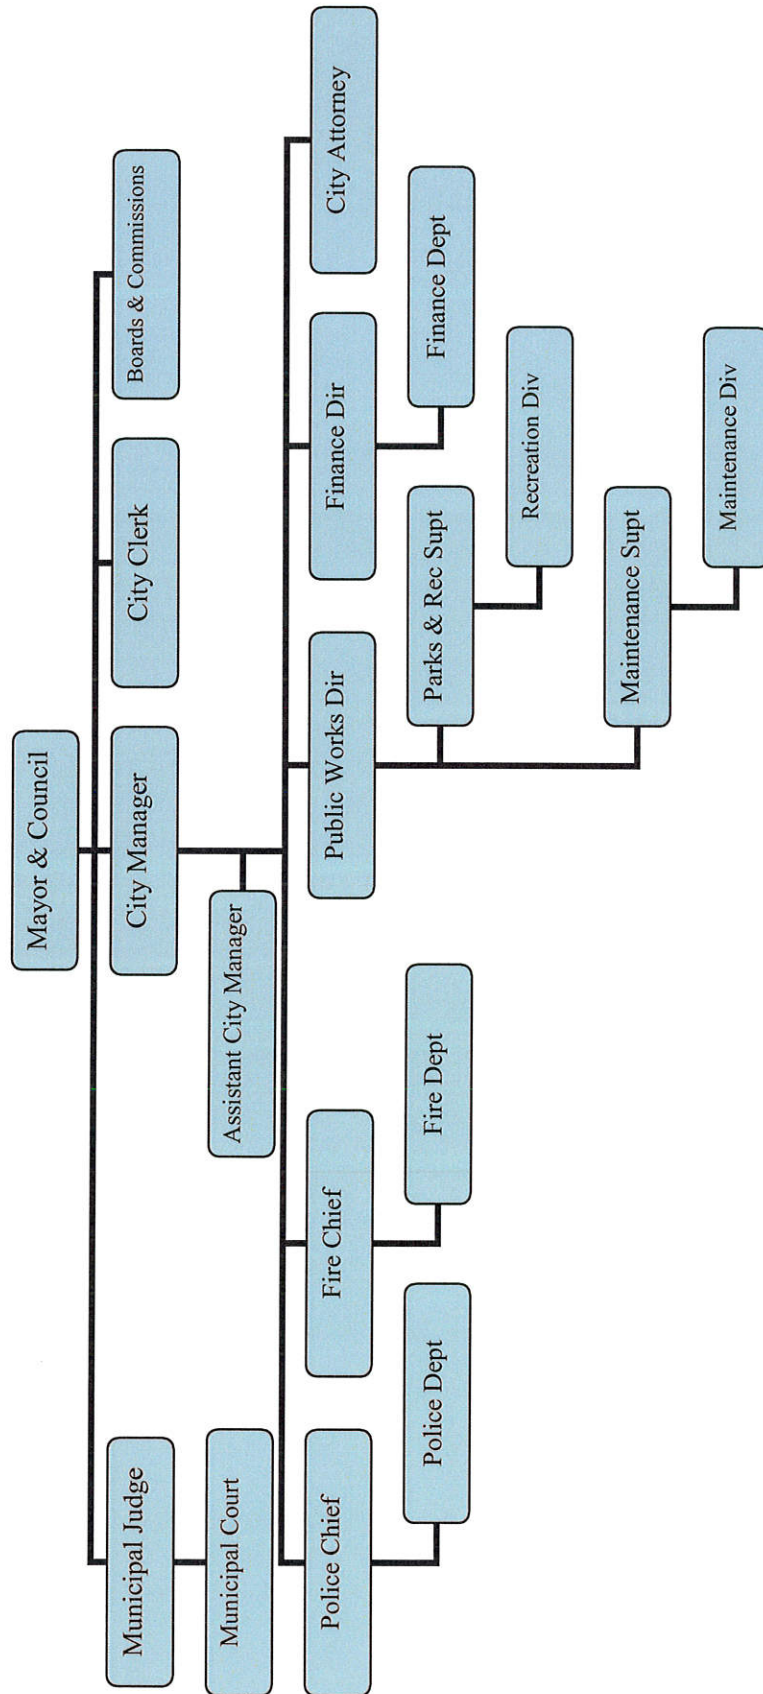 Mayor & Council
Municipal Judge
City Manager
City Clerk
Boards & Commissions
Municipal Court
Assistant City Manager
Police Chief
Fire Chief
Public Works Dir
Finance Dir
City Attorney
Police Dept
Fire Dept
Parks & Rec Supt
Finance Dept
Recreation Div
Maintenance Supt
Maintenance Div